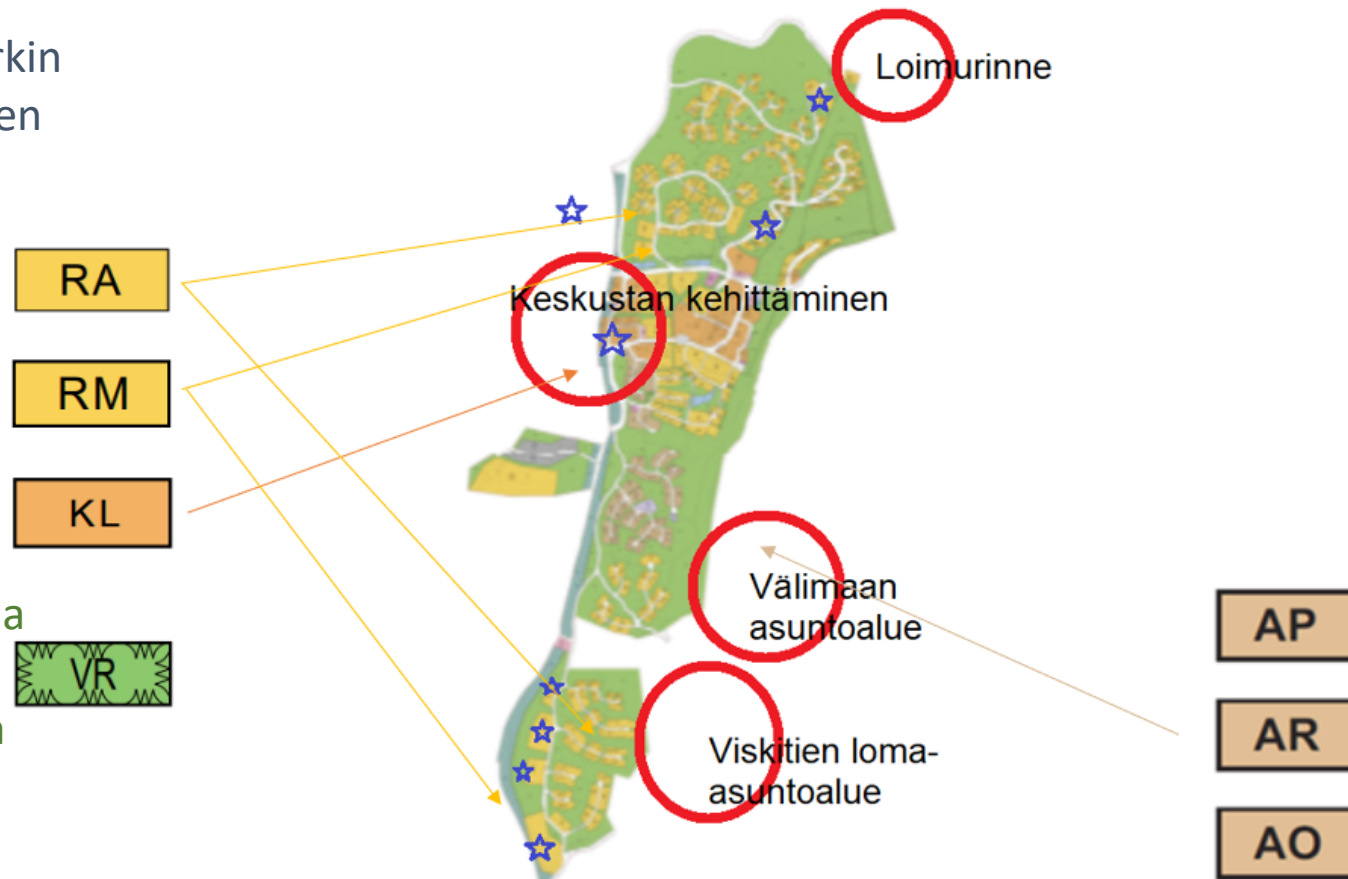 rkin
en
Loimurinne
RA
Keskustan kehittäminen
RM
KL
Välimaan
asuntoalue
a
VR
AP
AR
Viskitien loma-
asuntoalue
AO